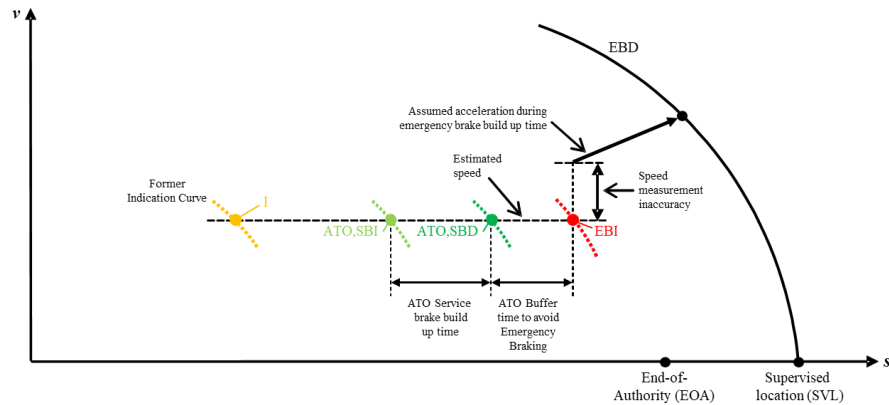 v
EBD
Assumed acceleration during
emergency brake build up time
Estimated
speed
Speed
measurement
inaccuracy
Former
Indication Curve
I
ATO,SBI
ATO,SBD
EBI
ATO Service
brake build
up time
ATO Buffer
time to avoid
Emergency
Braking
s
End-of-
Authority (EOA)
Supervised
location (SVL)